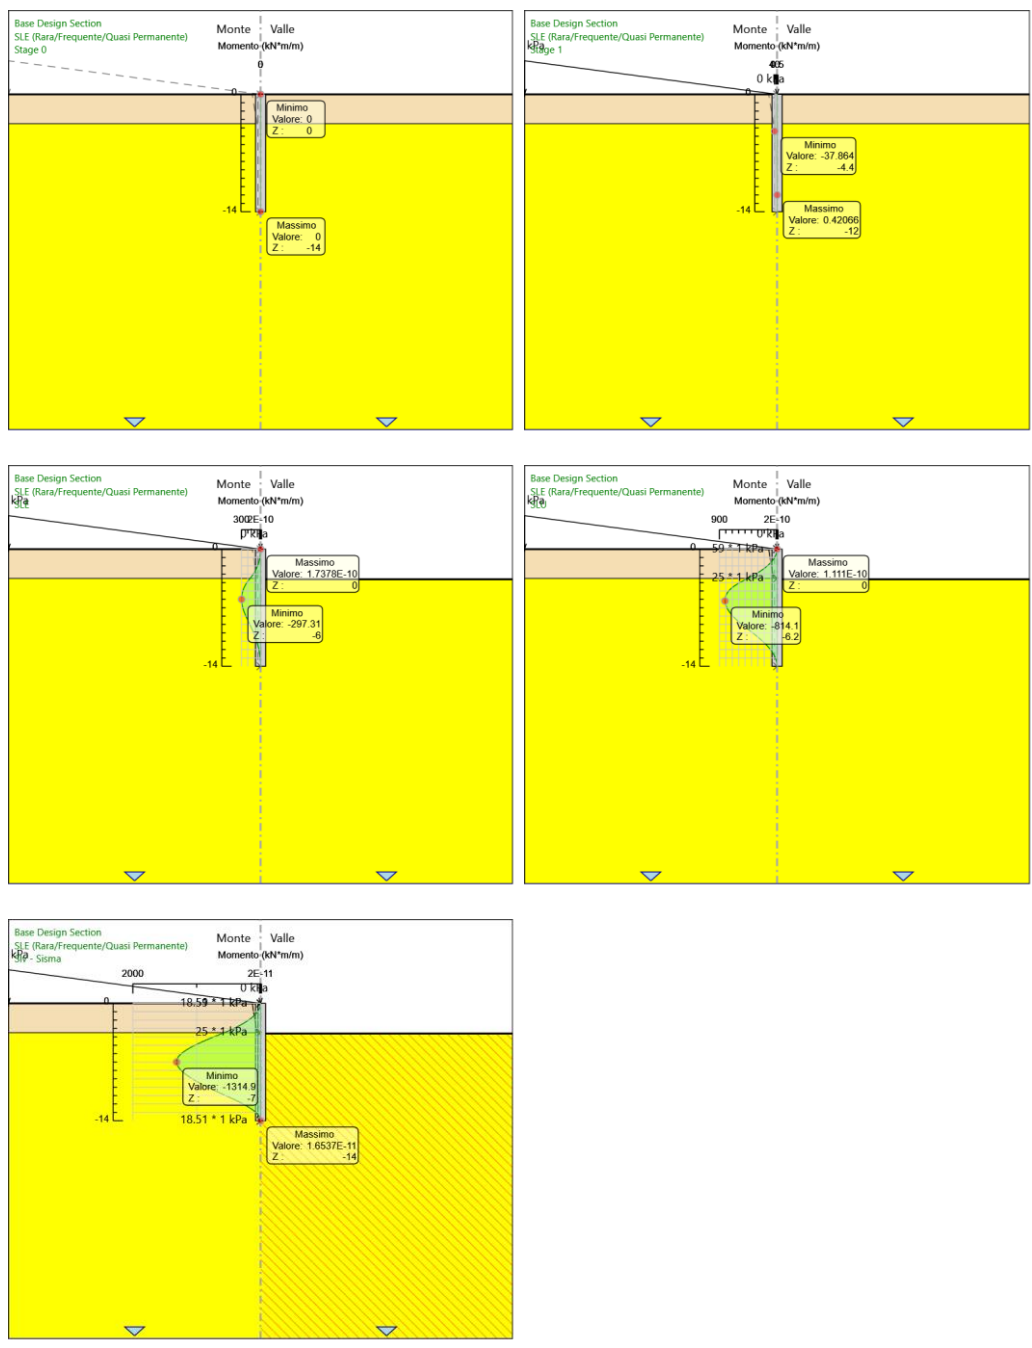 Base Design Section
SLE (Rara/Frequente/Quasi Permanente)
Stage 0
Monte Valle
Momento (kN*m/m)
0
0
Minimo
Valore: 0
Z : 0
-14
Massimo
Valore: 0
Z : -14
Base Design Section
SLE (Rara/Frequente/Quasi Permanente)
kPa
Stage 1
Monte Valle
Momento (kN*m/m)
0 kPa
0
Minimo
Valore: -37.864
Z : -4.4
-14
Massimo
Valore: 0.42066
Z : -12
Base Design Section
SLE (Rara/Frequente/Quasi Permanente)
kPa
SLE
Monte Valle
Momento (kN*m/m)
300 2E-10
0 kPa
0
Massimo
Valore: 1.7378E-10
Z : 0
Minimo
Valore: -297.31
Z : -6
-14
Base Design Section
SLE (Rara/Frequente/Quasi Permanente)
kPa
SLU
Monte Valle
Momento (kN*m/m)
900 2E-10
0 kPa
0
59 * 1 kPa
Massimo
Valore: 1.111E-10
Z : 0
25 * 1 kPa
Minimo
Valore: -814.1
Z : -6.2
-14
Base Design Section
SLE (Rara/Frequente/Quasi Permanente)
kPa
SLV - Sisma
Monte Valle
Momento (kN*m/m)
2000 2E-11
0 kPa
0
25 * 1 kPa
Minimo
Valore: -1314.9
Z : -7
-14
18.51 * 1 kPa
Massimo
Valore: 1.6537E-11
Z : -14